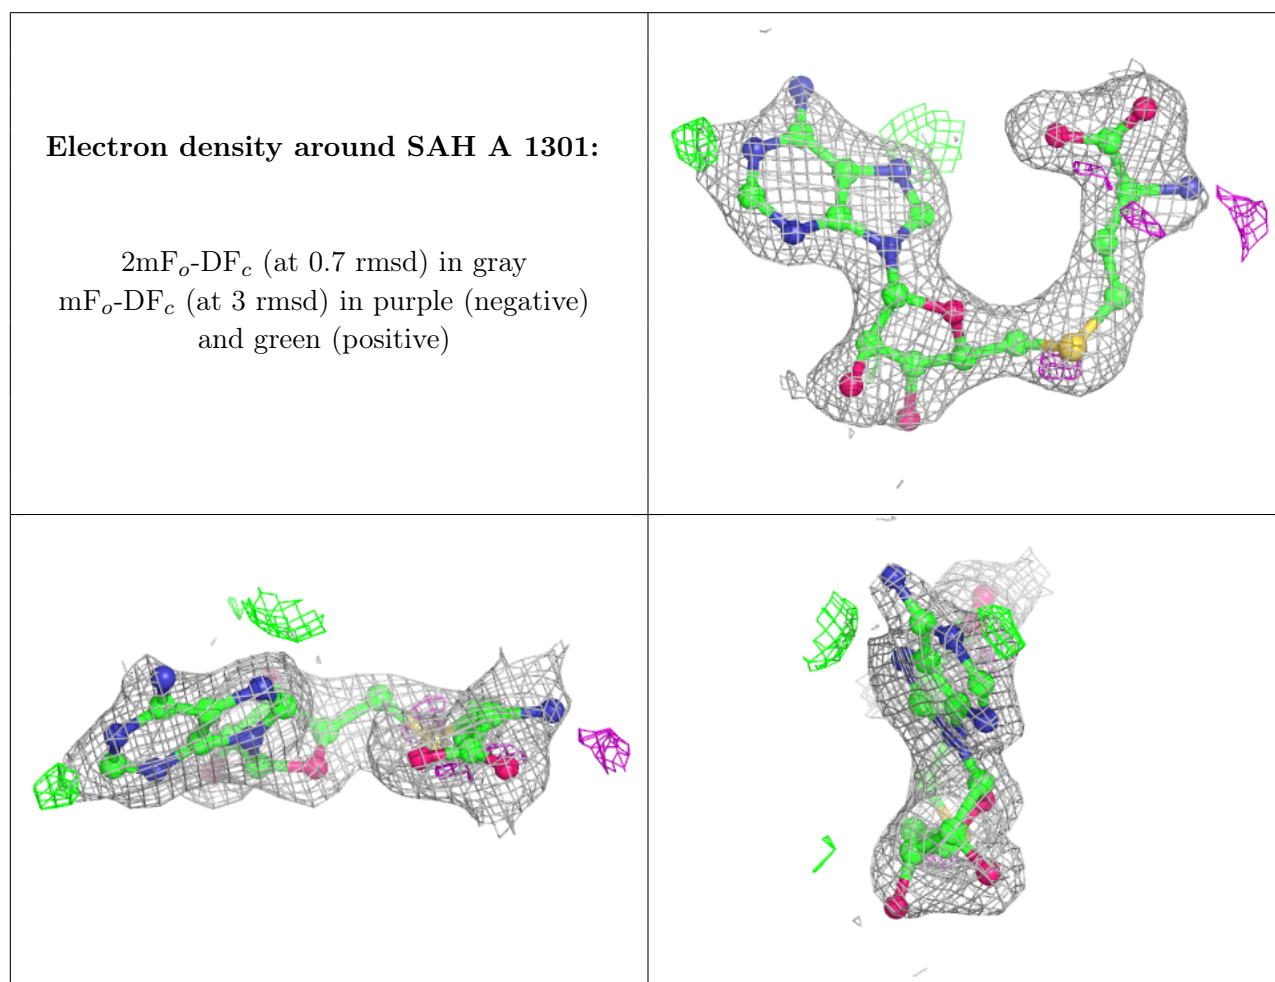 Electron density around SAH A 1301:
2mFo-DFc (at 0.7 rmsd) in gray
mFo-DFc (at 3 rmsd) in purple (negative)
and green (positive)